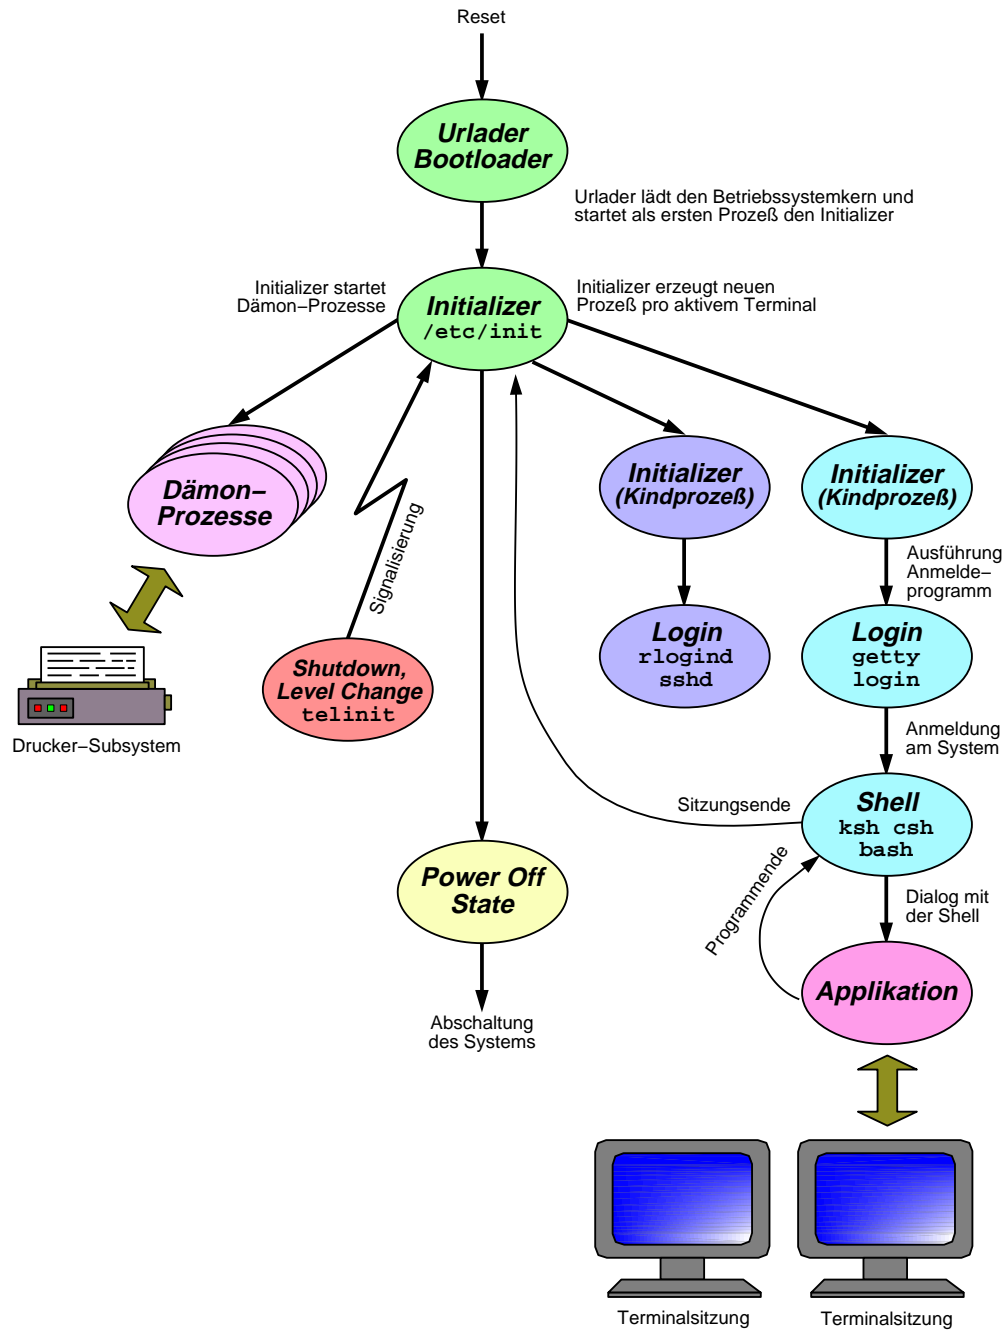 Reset
Urlader
Bootloader
Urlader lädt den Betriebssystemkern und
startet als ersten Prozeß den Initializer
Initializer startet
Dämon−Prozesse
Initializer
/etc/init
Initializer erzeugt neuen
Prozeß pro aktivem Terminal
Dämon−
Prozesse
Signalisierung
Initializer
(Kindprozeß)
Initializer
(Kindprozeß)
Ausführung
Anmelde−
programm
Shutdown,
Level Change
telinit
Login
rlogind
sshd
Login
getty
login
Drucker−Subsystem
Anmeldung
am System
Sitzungsende
Shell
ksh csh
bash
Power Off
State
Programmende
Dialog mit
der Shell
Applikation
Abschaltung
des Systems
Terminalsitzung
Terminalsitzung